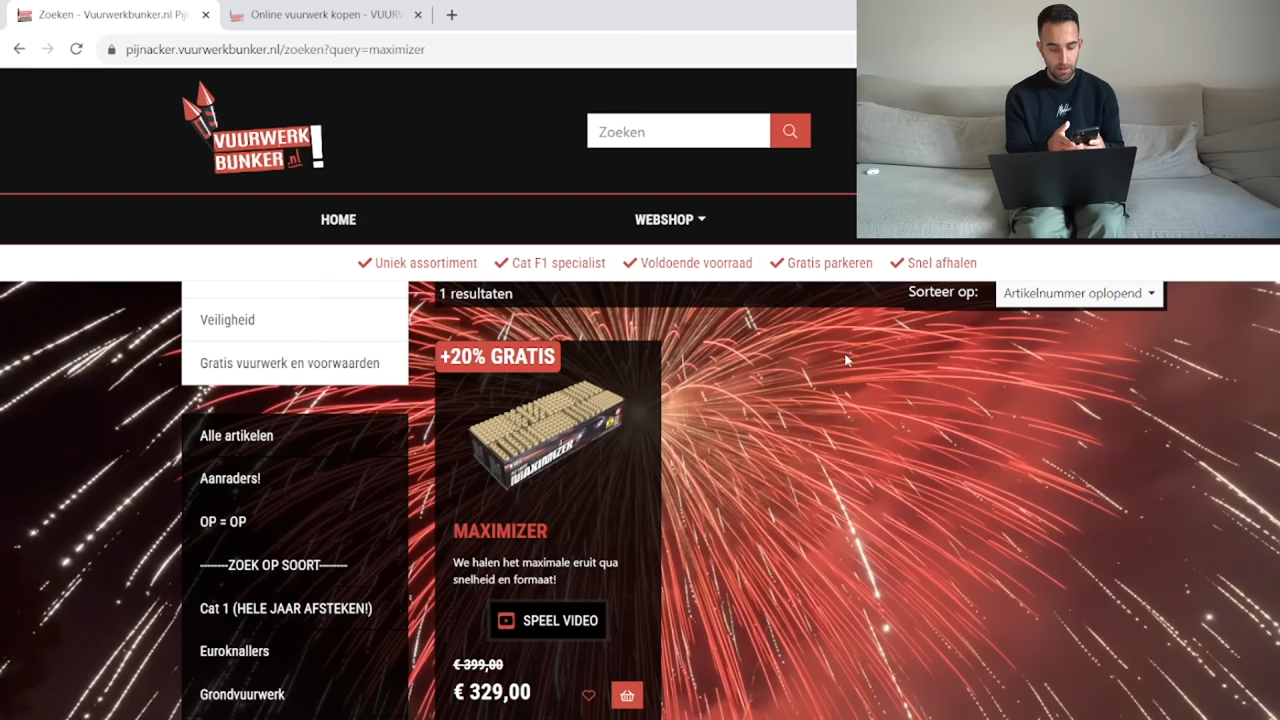 Zoeken - Vuurwerkbunker.nl Pij
Online vuurwerk kopen - VUUR
pijnacker.vuurwerkbunker.nl/zoeken?query=maximizer
VUURWERK
BUNKER.nl!
Zoeken
HOME
WEBSHOP
Uniek assortiment
Cat F1 specialist
Voldoende voorraad
Gratis parkeren
Snel afhalen
1 resultaten
Sorteer op:
Artikelnummer oplopend
Veiligheid
Gratis vuurwerk en voorwaarden
+20% GRATIS
MAXIMIZER
Alle artikelen
Aanraders!
OP = OP
-------ZOEK OP SOORT-------
Cat 1 (HELE JAAR AFSTEKEN!)
Euroknallers
Grondvuurwerk
MAXIMIZER
We halen het maximale eruit qua
snelheid en formaat!
SPEEL VIDEO
€ 399,00
€ 329,00